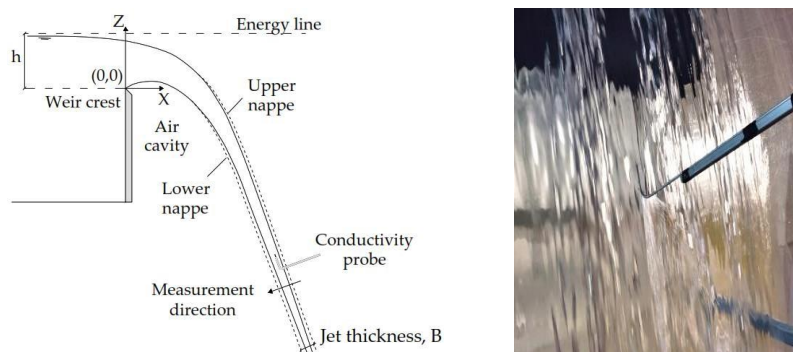 Z
Energy line
h
(0,0)
Upper
nappe
Weir crest
X
Air
cavity
Lower
nappe
Conductivity
probe
Measurement
direction
Jet thickness, B